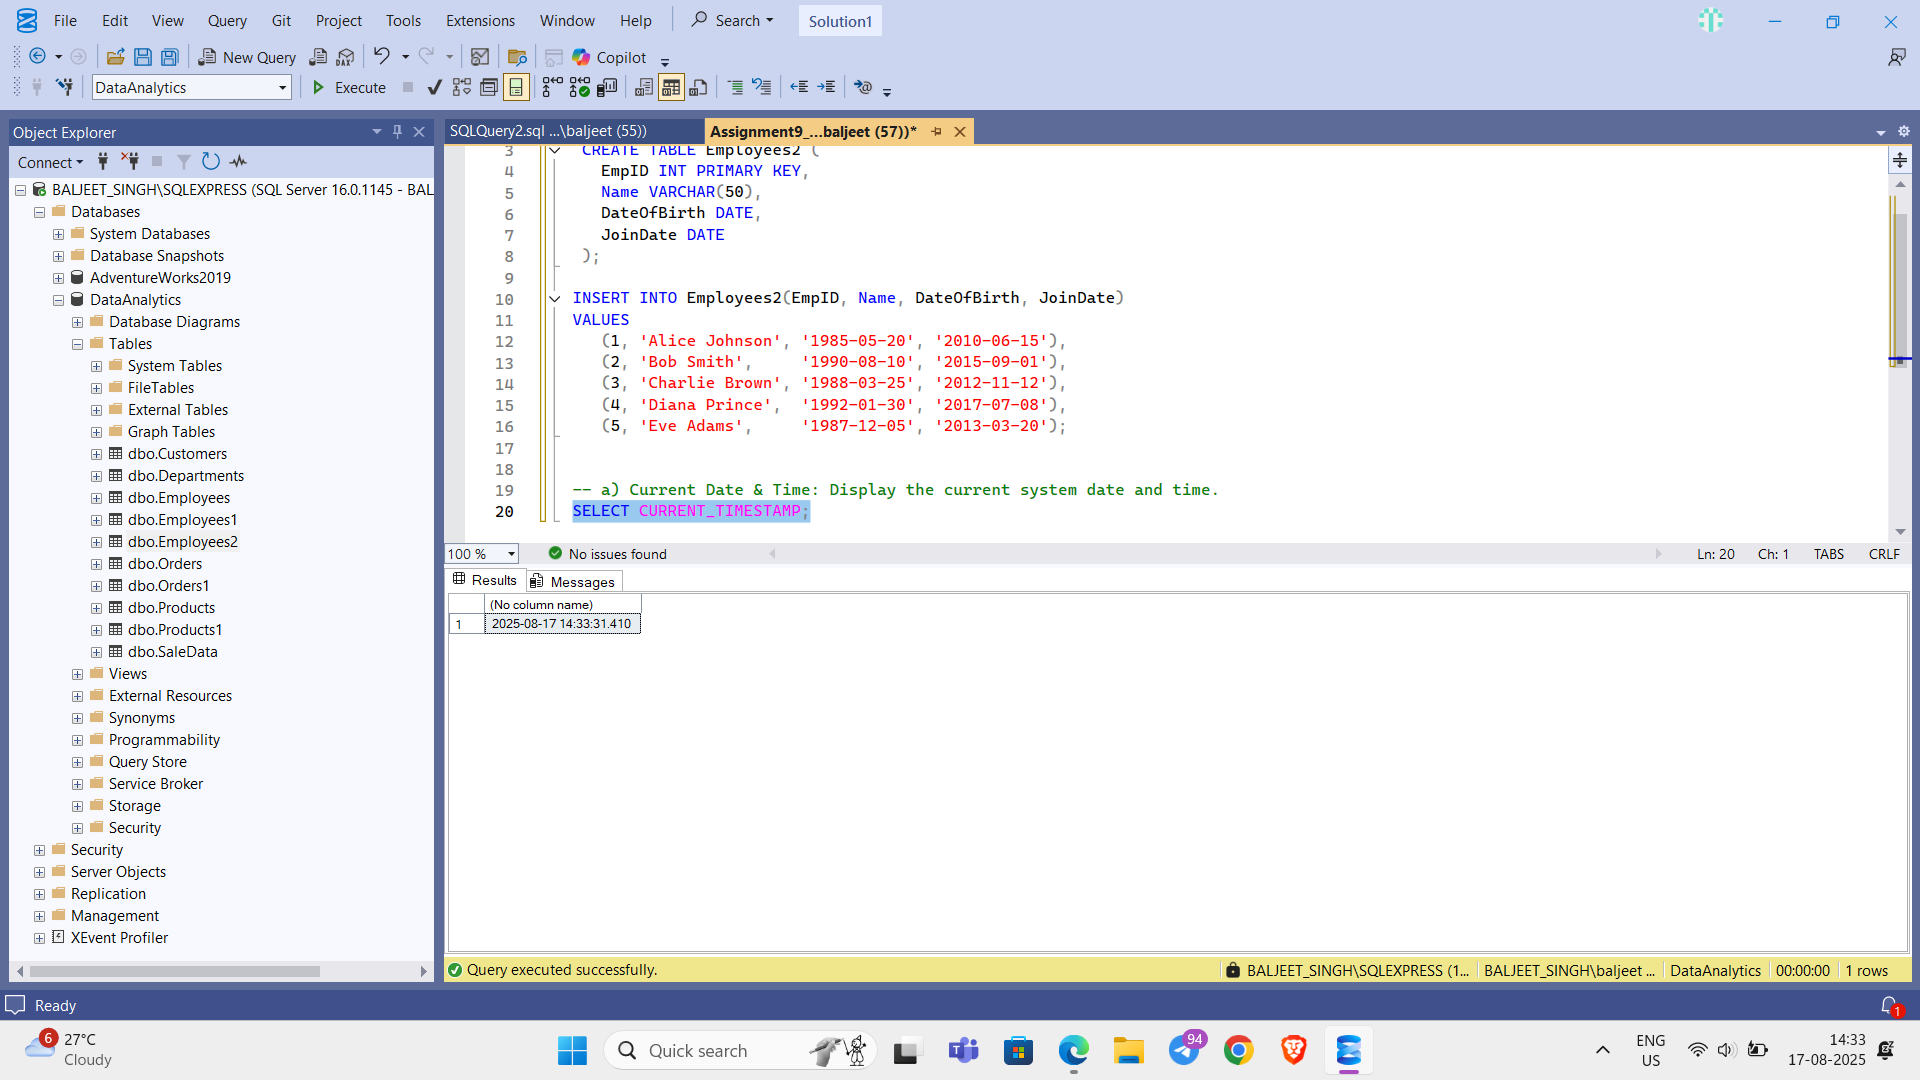 File Edit View Query Git Project Tools Extensions Window Help Search Solution1
New Query DAX Copilot
DataAnalytics Execute
Object Explorer
Connect
BALJEET_SINGH\SQLEXPRESS (SQL Server 16.0.1145 - BAL
Databases
System Databases
Database Snapshots
AdventureWorks2019
DataAnalytics
Database Diagrams
Tables
System Tables
FileTables
External Tables
Graph Tables
dbo.Customers
dbo.Departments
dbo.Employees
dbo.Employees1
dbo.Employees2
dbo.Orders
dbo.Orders1
dbo.Products
dbo.Products1
dbo.SaleData
Views
External Resources
Synonyms
Programmability
Query Store
Service Broker
Storage
Security
Security
Server Objects
Replication
Management
XEvent Profiler
SQLQuery2.sql ...\baljeet (55)) Assignment9_...baljeet (57))*
3 CREATE TABLE Employees2 (
4 EmpID INT PRIMARY KEY,
5 Name VARCHAR(50),
6 DateOfBirth DATE,
7 JoinDate DATE
8 );
9
10 INSERT INTO Employees2(EmpID, Name, DateOfBirth, JoinDate)
11 VALUES
12 (1, 'Alice Johnson', '1985-05-20', '2010-06-15'),
13 (2, 'Bob Smith', '1990-08-10', '2015-09-01'),
14 (3, 'Charlie Brown', '1988-03-25', '2012-11-12'),
15 (4, 'Diana Prince', '1992-01-30', '2017-07-08'),
16 (5, 'Eve Adams', '1987-12-05', '2013-03-20');
17
18
19 -- a) Current Date & Time: Display the current system date and time.
20 SELECT CURRENT_TIMESTAMP;
100 % No issues found Ln: 20 Ch: 1 TABS CRLF
Results Messages
(No column name)
1 2025-08-17 14:33:31.410
Query executed successfully. BALJEET_SINGH\SQLEXPRESS (1... BALJEET_SINGH\baljeet ... DataAnalytics 00:00:00 1 rows
Ready 1
6 27°C
Cloudy
Quick search
94
ENG
US
14:33
17-08-2025